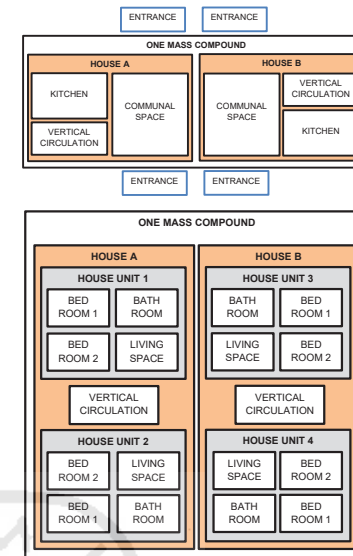 ENTRANCE ENTRANCE
ONE MASS COMPOUND
HOUSE A HOUSE B
KITCHEN
VERTICAL
CIRCULATION
COMMUNAL
SPACE
COMMUNAL
SPACE
VERTICAL
CIRCULATION
KITCHEN
ENTRANCE ENTRANCE
ONE MASS COMPOUND
HOUSE A
HOUSE UNIT 1
BED
ROOM 1
BATH
ROOM
BED
ROOM 2
LIVING
SPACE
VERTICAL
CIRCULATION
HOUSE UNIT 2
BED
ROOM 2
LIVING
SPACE
BED
ROOM 1
BATH
ROOM
HOUSE B
HOUSE UNIT 3
BATH
ROOM
BED
ROOM 1
LIVING
SPACE
BED
ROOM 2
VERTICAL
CIRCULATION
HOUSE UNIT 4
LIVING
SPACE
BED
ROOM 2
BATH
ROOM
BED
ROOM 1